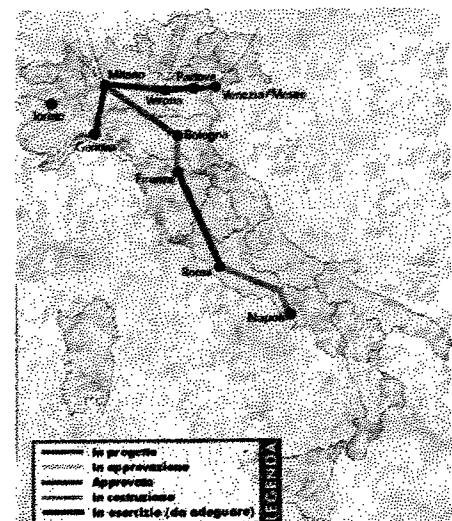 Milano
Padova
Verona
Venezia/Mestre
Torino
Genova
Bologna
Firenze
Roma
Napoli
LEGENDA
In progetto
In approvazione
Approvato
In costruzione
In esercizio (da adeguare)